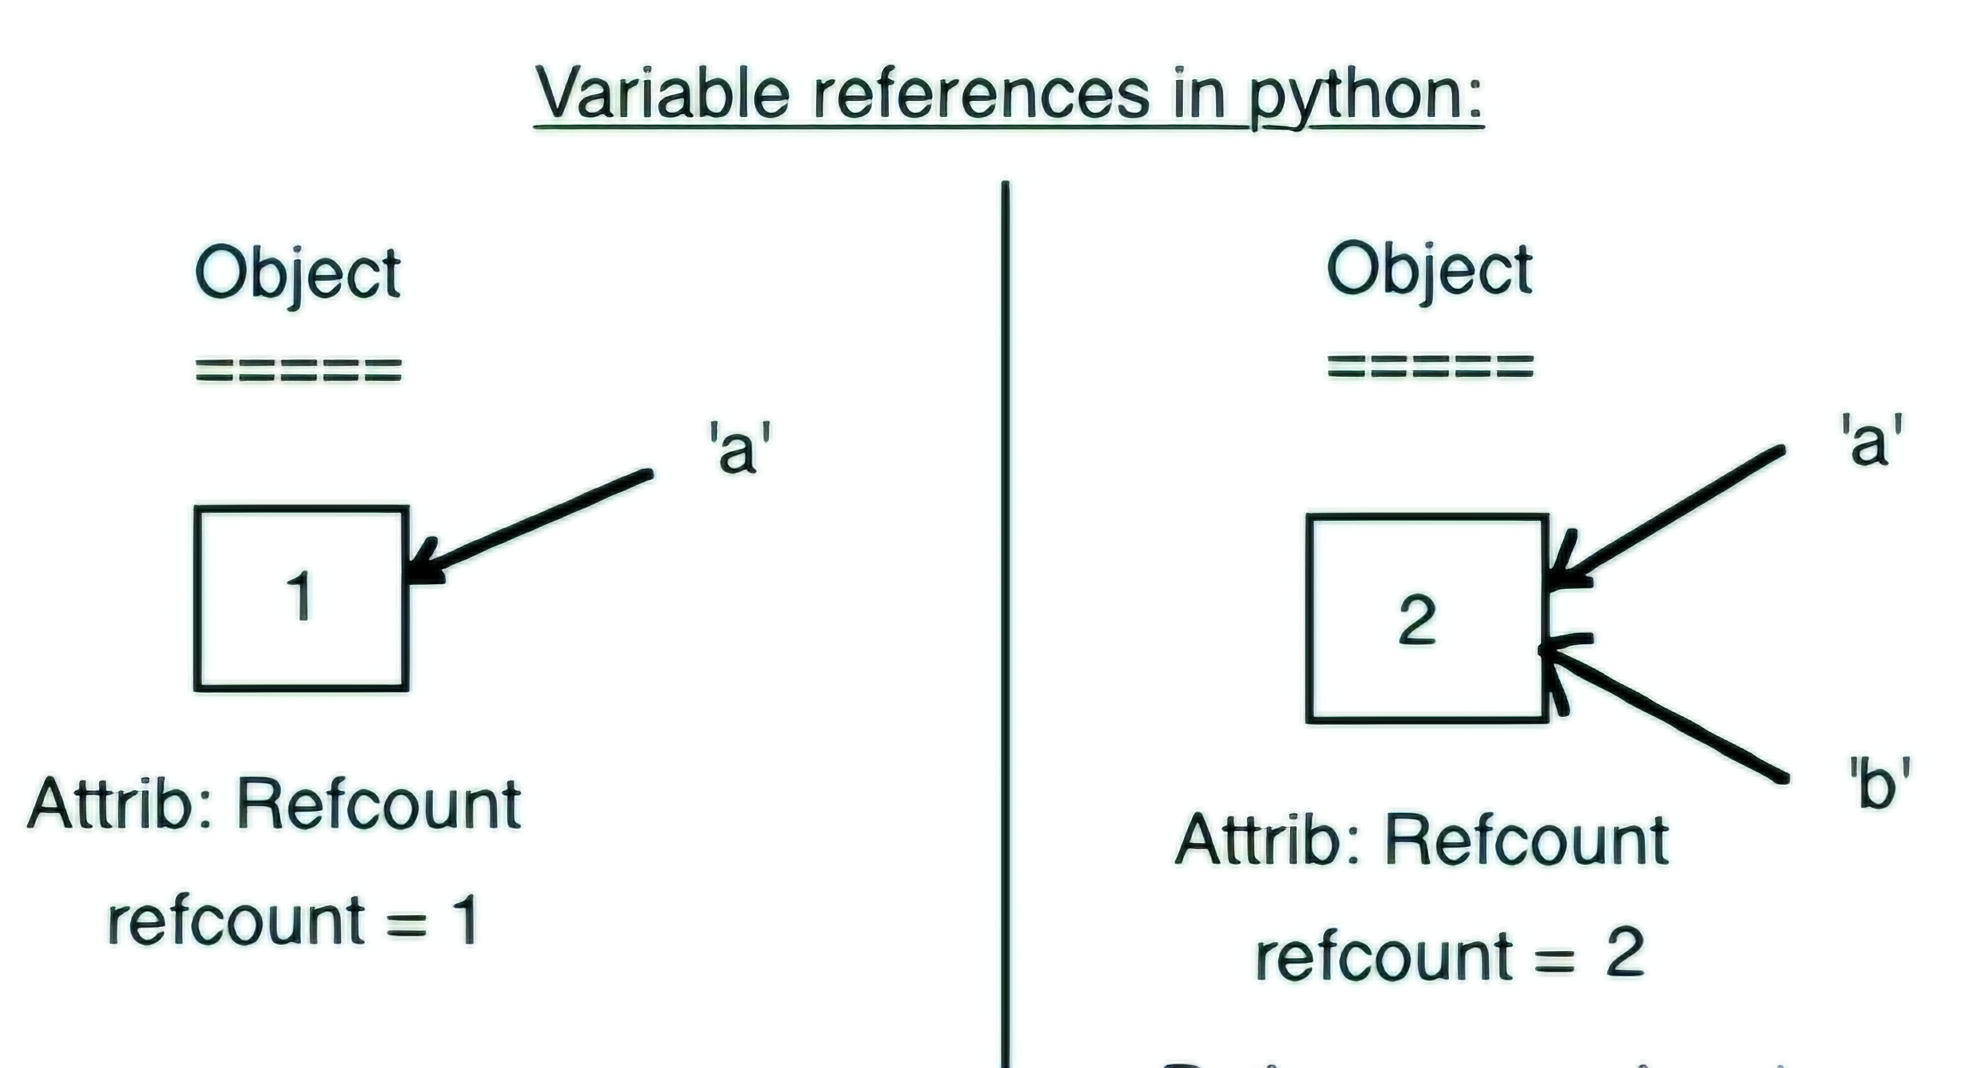 Variable references in python:
Object
=====
'a'
1
Attrib: Refcount
refcount = 1
Object
=====
'a'
2
'b'
Attrib: Refcount
refcount = 2